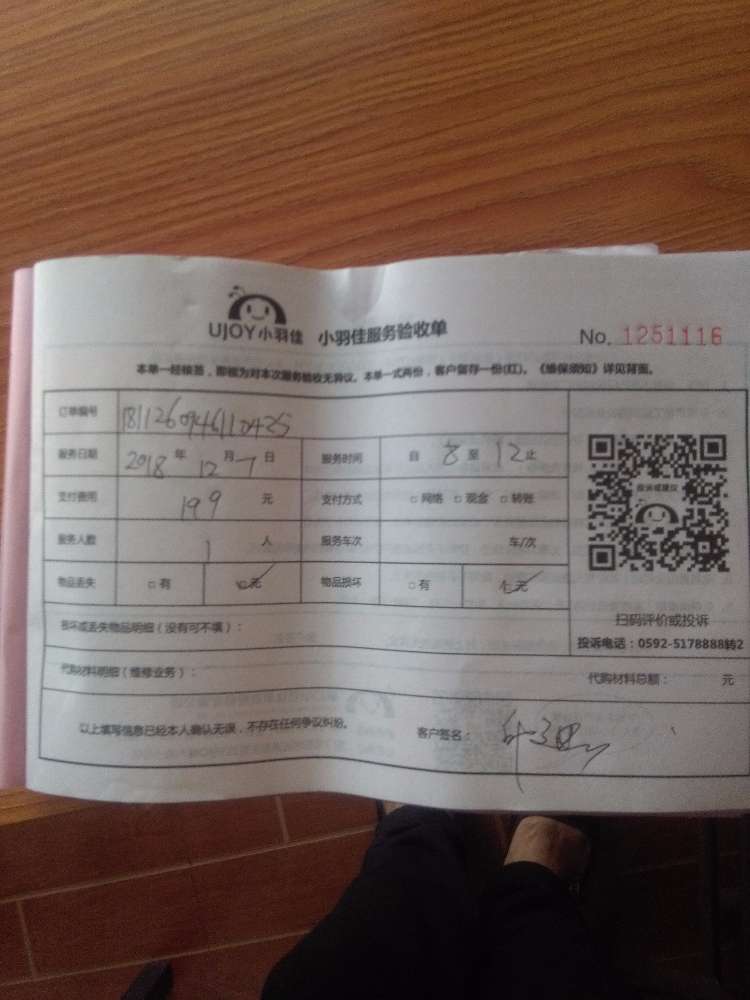 UJOY小羽佳 小羽佳服务验收单 No. 1251116
本单一经核签，即视为对本次服务验收无异议。本单一式两份，客户留存一份(红)。《维保须知》详见背面。
订单编号
服务日期 2018 年 12 月 7 日 服务时间 自 8 至 12 止
支付费用 199 元 支付方式 □ 网络 □ 现金 □ 转账
服务人数 1 人 服务车次 车/次
物品丢失 □ 有 无 物品损坏 □ 有 无
投诉或建议
扫码评价或投诉
投诉电话：0592-5178888转2
损坏或丢失物品明细（没有可不填）：
代购材料明细（维修业务）： 代购材料总额： 元
以上填写信息已经本人确认无误，不存在任何争议纠纷。 客户签名：